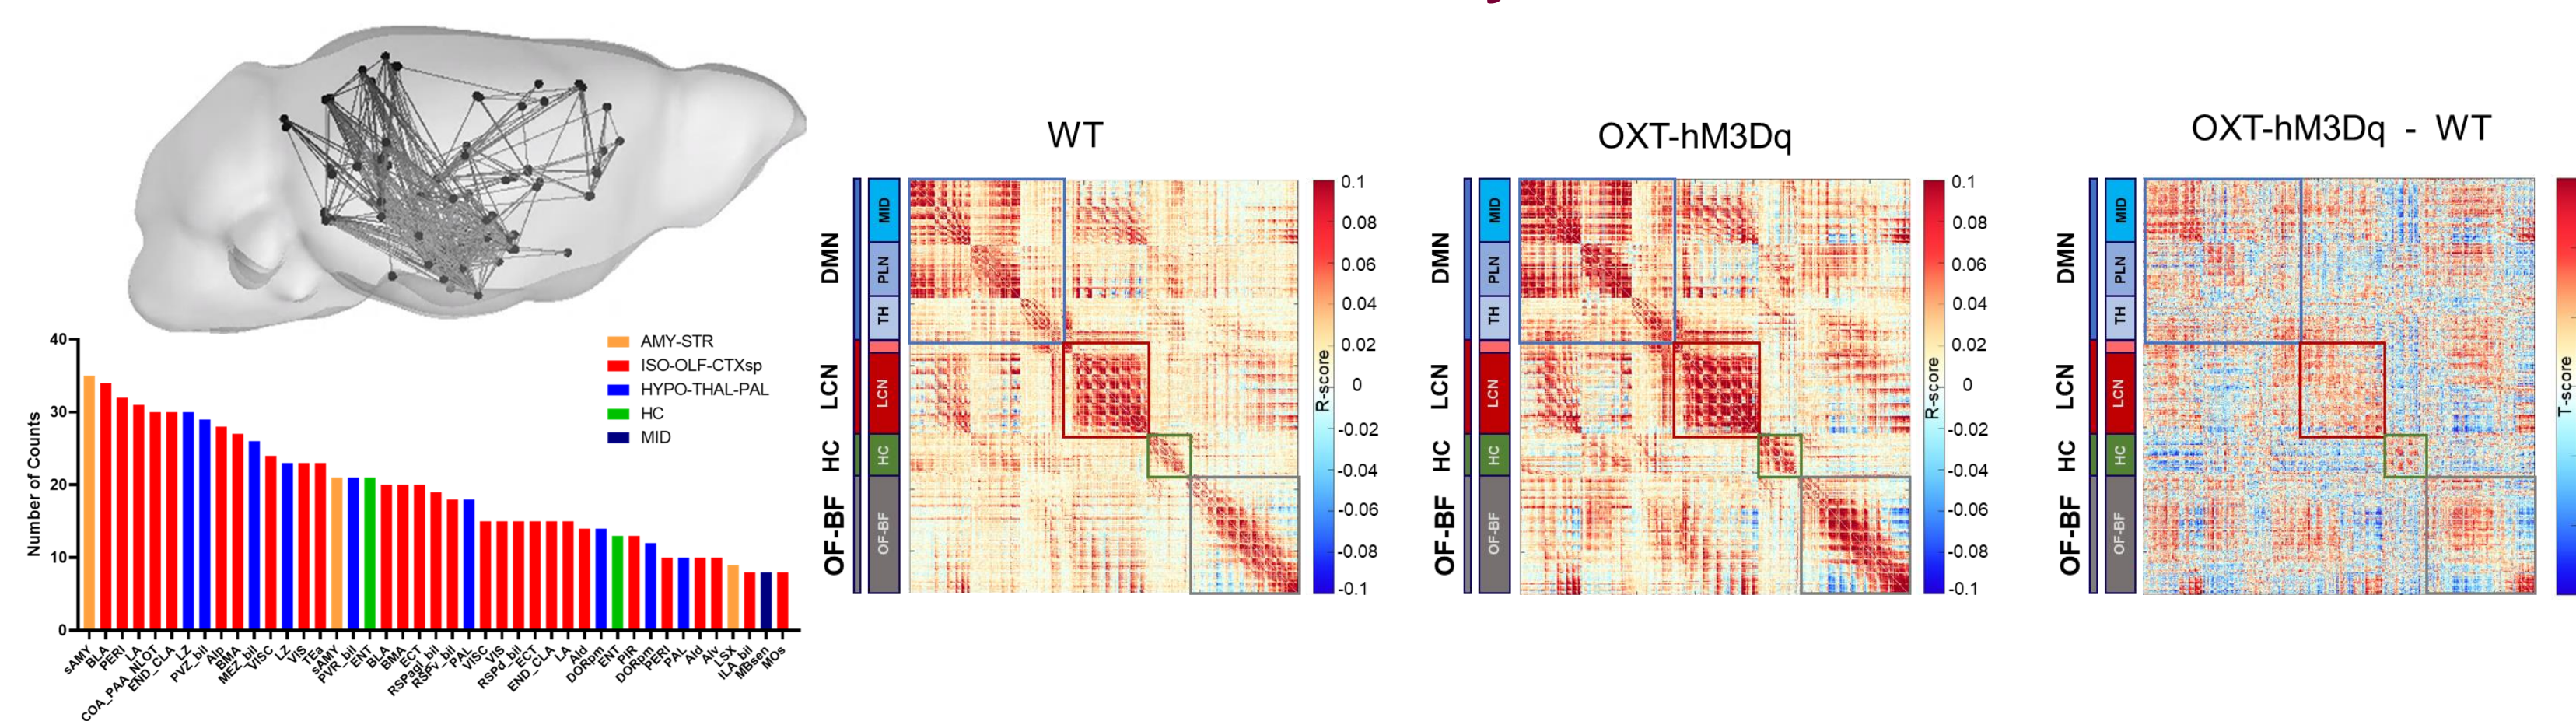 WT
OXT-hM3Dq
OXT-hM3Dq - WT
DMN
LCN
HC
OF-BF
MID
PLN
TH
LCN
HC
OF-BF
0.1
0.08
0.06
0.04
0.02
0
-0.02
-0.04
-0.06
-0.08
-0.1
R-score
DMN
LCN
HC
OF-BF
MID
PLN
TH
LCN
HC
OF-BF
0.1
0.08
0.06
0.04
0.02
0
-0.02
-0.04
-0.06
-0.08
-0.1
R-score
DMN
LCN
HC
OF-BF
MID
PLN
TH
LCN
HC
OF-BF
T-score
AMY-STR
ISO-OLF-CTXsp
HYPO-THAL-PAL
HC
MID
Number of Counts
40
30
20
10
0
sAMY
BLA
PERI
LA
COA_PAA_NLOT
END_CLA
LZ
PVZ_bil
AIp
BMA
MEZ_bil
VISC
LZ
VIS
TEa
sAMY
PVR_bil
ENT
BLA
BMA
ECT
RSPagl_bil
RSPv_bil
PAL
VISC
VIS
RSPd_bil
ECT
END_CLA
LA
AId
DORpm
ENT
PIR
DORpm
PERI
PAL
AId
AIv
LSX
ILA_bil
MBsen
MOs